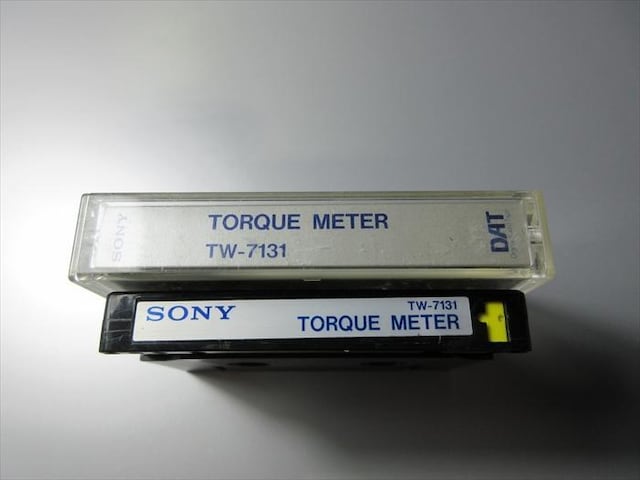 SONY
TORQUE METER
TW-7131
DAT
SONY
TW-7131
TORQUE METER